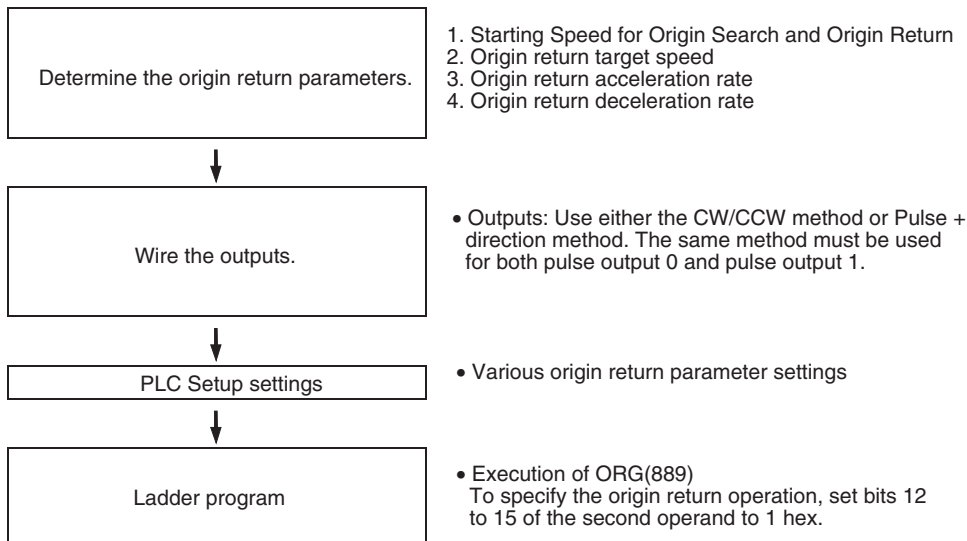 Determine the origin return parameters.
1. Starting Speed for Origin Search and Origin Return
2. Origin return target speed
3. Origin return acceleration rate
4. Origin return deceleration rate
Wire the outputs.
• Outputs: Use either the CW/CCW method or Pulse +
direction method. The same method must be used
for both pulse output 0 and pulse output 1.
PLC Setup settings
• Various origin return parameter settings
Ladder program
• Execution of ORG(889)
To specify the origin return operation, set bits 12
to 15 of the second operand to 1 hex.